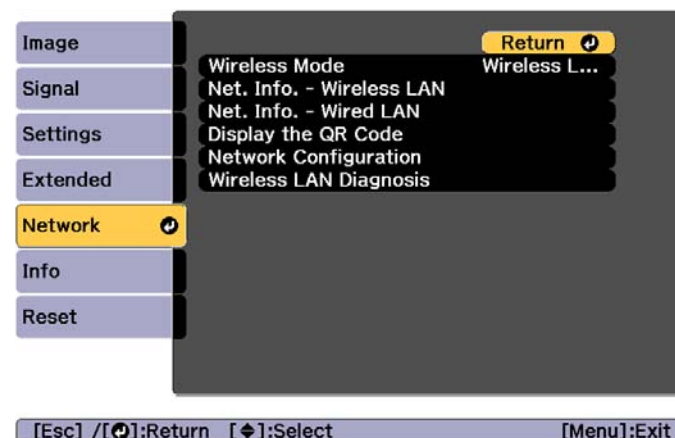 Image
Signal
Settings
Extended
Network
Info
Reset
Return
Wireless Mode Wireless L...
Net. Info. - Wireless LAN
Net. Info. - Wired LAN
Display the QR Code
Network Configuration
Wireless LAN Diagnosis
[Esc] /[]:Return []:Select [Menu]:Exit